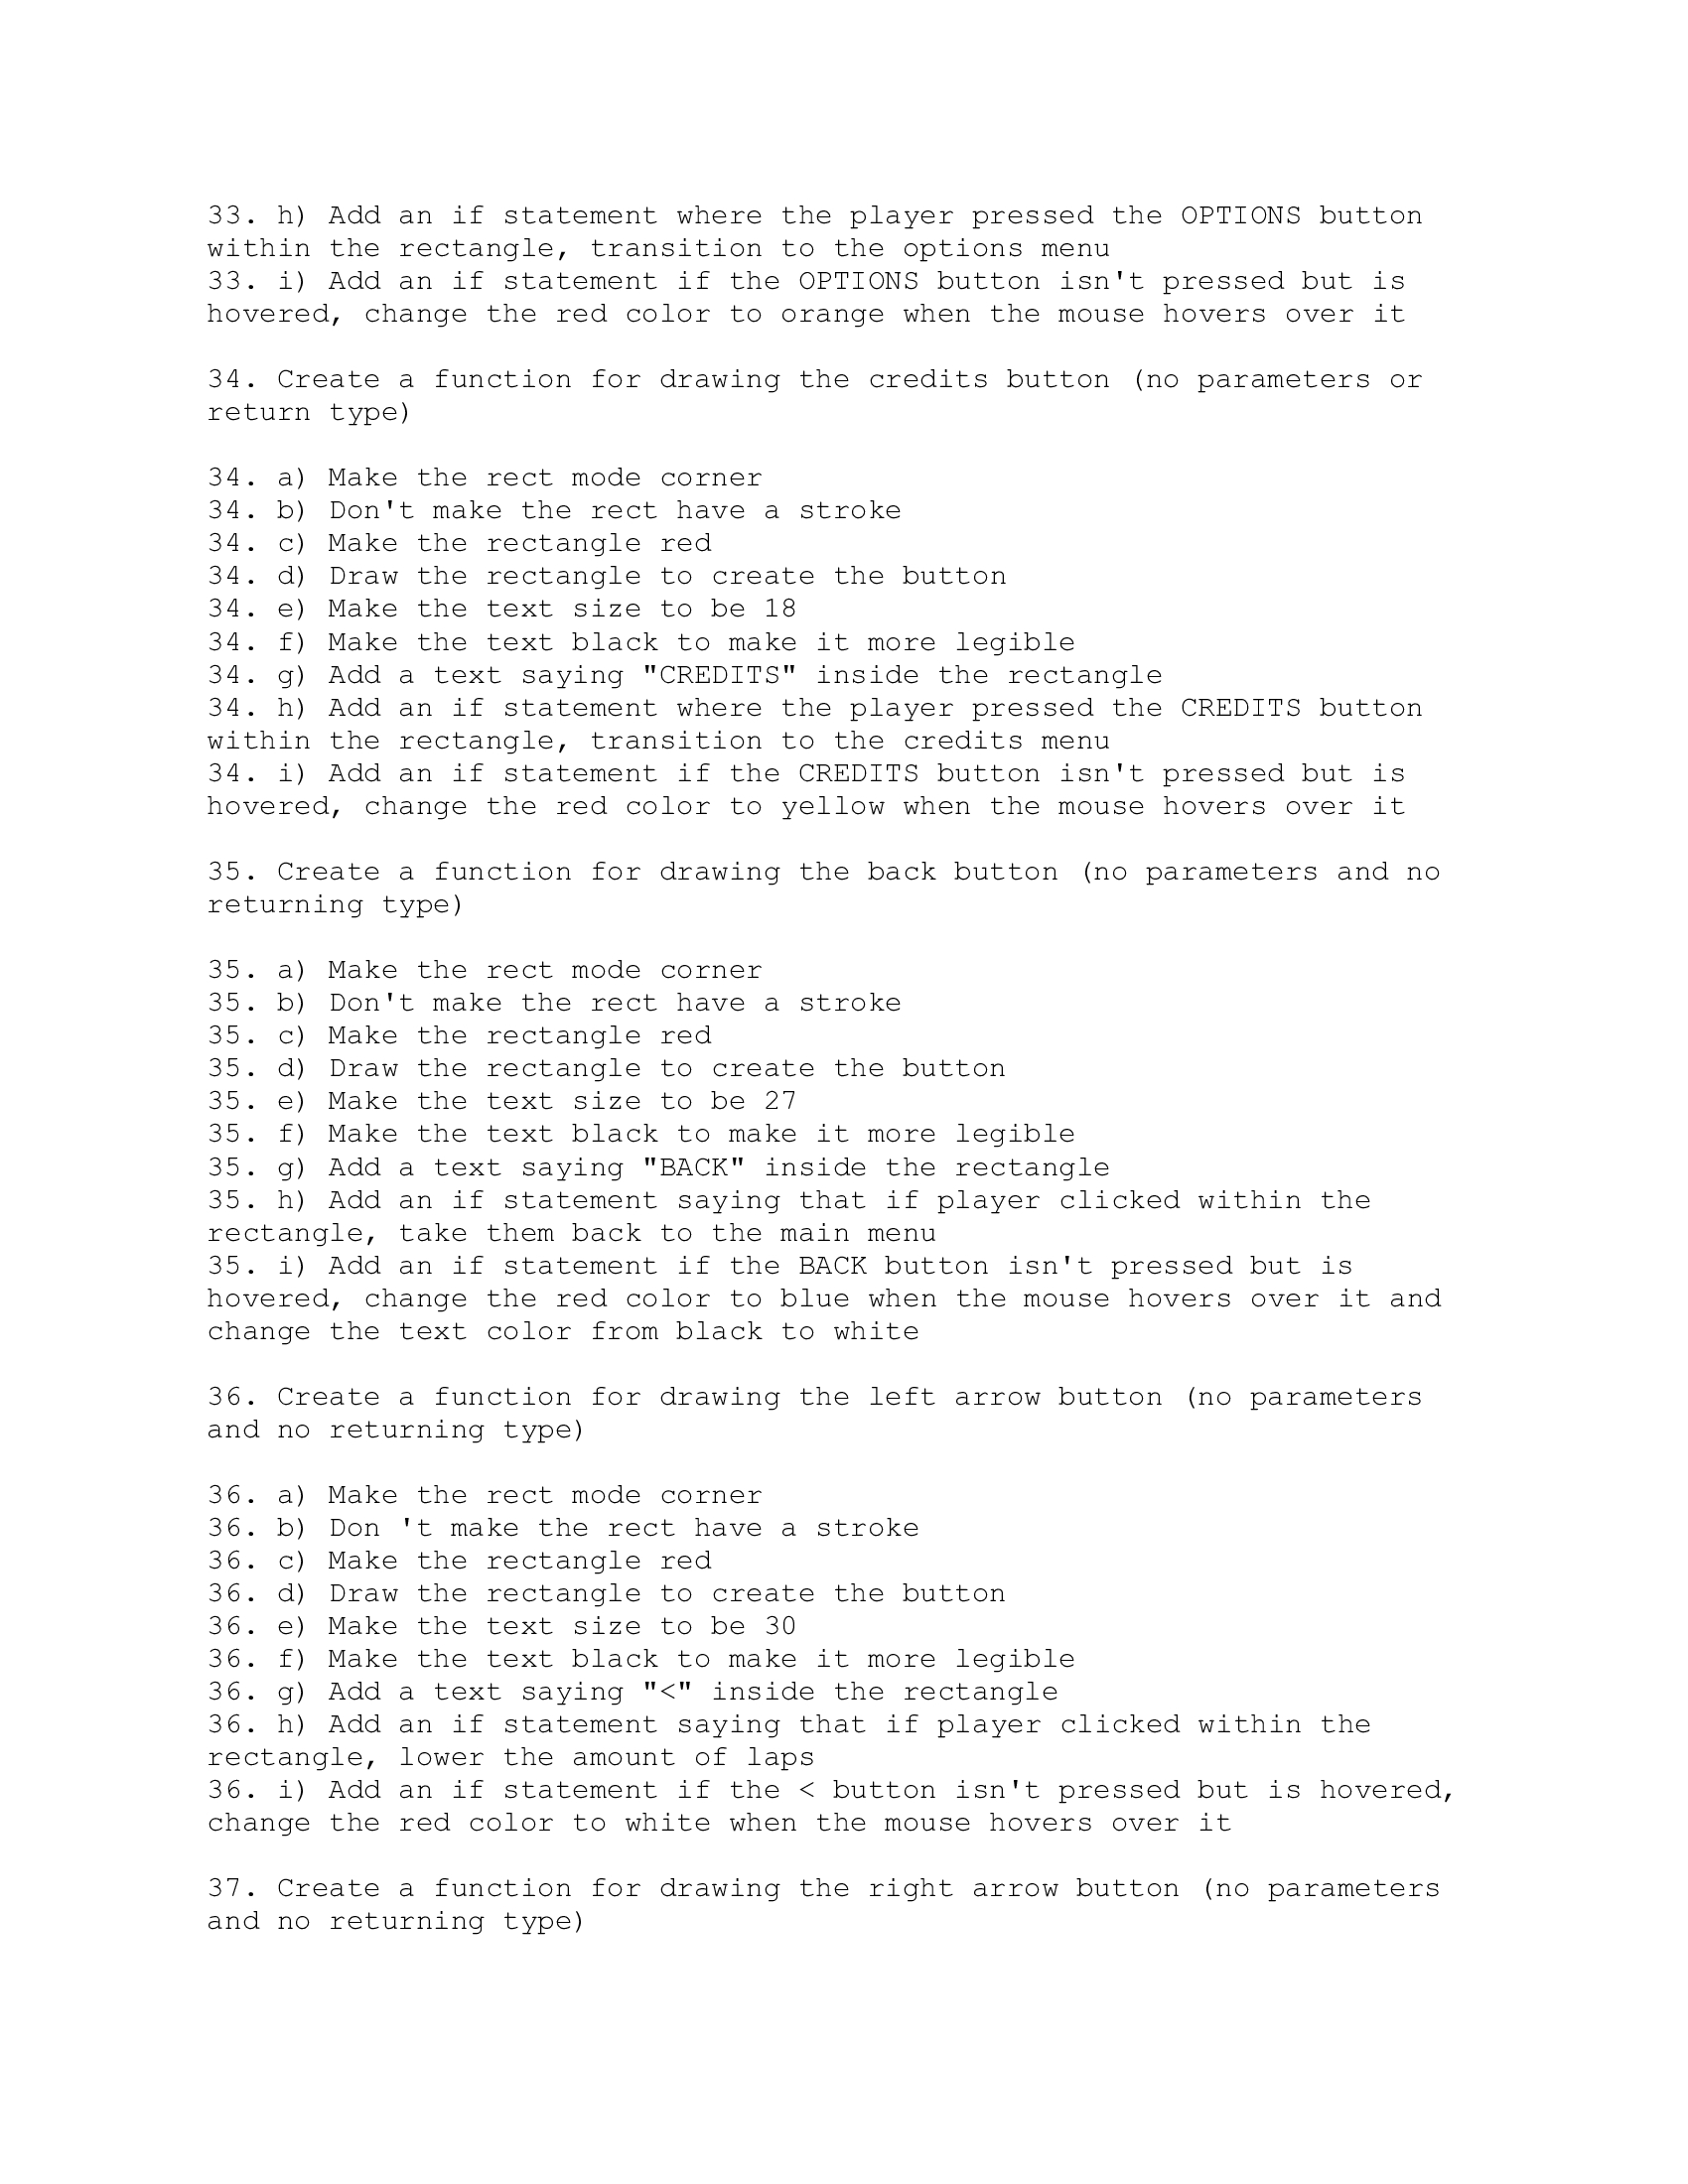 33. h) Add an if statement where the player pressed the OPTIONS button
within the rectangle, transition to the options menu
33. i) Add an if statement if the OPTIONS button isn't pressed but is
hovered, change the red color to orange when the mouse hovers over it
34. Create a function for drawing the credits button (no parameters or
return type)
34. a) Make the rect mode corner
34. b) Don't make the rect have a stroke
34. c) Make the rectangle red
34. d) Draw the rectangle to create the button
34. e) Make the text size to be 18
34. f) Make the text black to make it more legible
34. g) Add a text saying "CREDITS" inside the rectangle
34. h) Add an if statement where the player pressed the CREDITS button
within the rectangle, transition to the credits menu
34. i) Add an if statement if the CREDITS button isn't pressed but is
hovered, change the red color to yellow when the mouse hovers over it
35. Create a function for drawing the back button (no parameters and no
returning type)
35. a) Make the rect mode corner
35. b) Don't make the rect have a stroke
35. c) Make the rectangle red
35. d) Draw the rectangle to create the button
35. e) Make the text size to be 27
35. f) Make the text black to make it more legible
35. g) Add a text saying "BACK" inside the rectangle
35. h) Add an if statement saying that if player clicked within the
rectangle, take them back to the main menu
35. i) Add an if statement if the BACK button isn't pressed but is
hovered, change the red color to blue when the mouse hovers over it and
change the text color from black to white
36. Create a function for drawing the left arrow button (no parameters
and no returning type)
36. a) Make the rect mode corner
36. b) Don 't make the rect have a stroke
36. c) Make the rectangle red
36. d) Draw the rectangle to create the button
36. e) Make the text size to be 30
36. f) Make the text black to make it more legible
36. g) Add a text saying "<" inside the rectangle
36. h) Add an if statement saying that if player clicked within the
rectangle, lower the amount of laps
36. i) Add an if statement if the < button isn't pressed but is hovered,
change the red color to white when the mouse hovers over it
37. Create a function for drawing the right arrow button (no parameters
and no returning type)